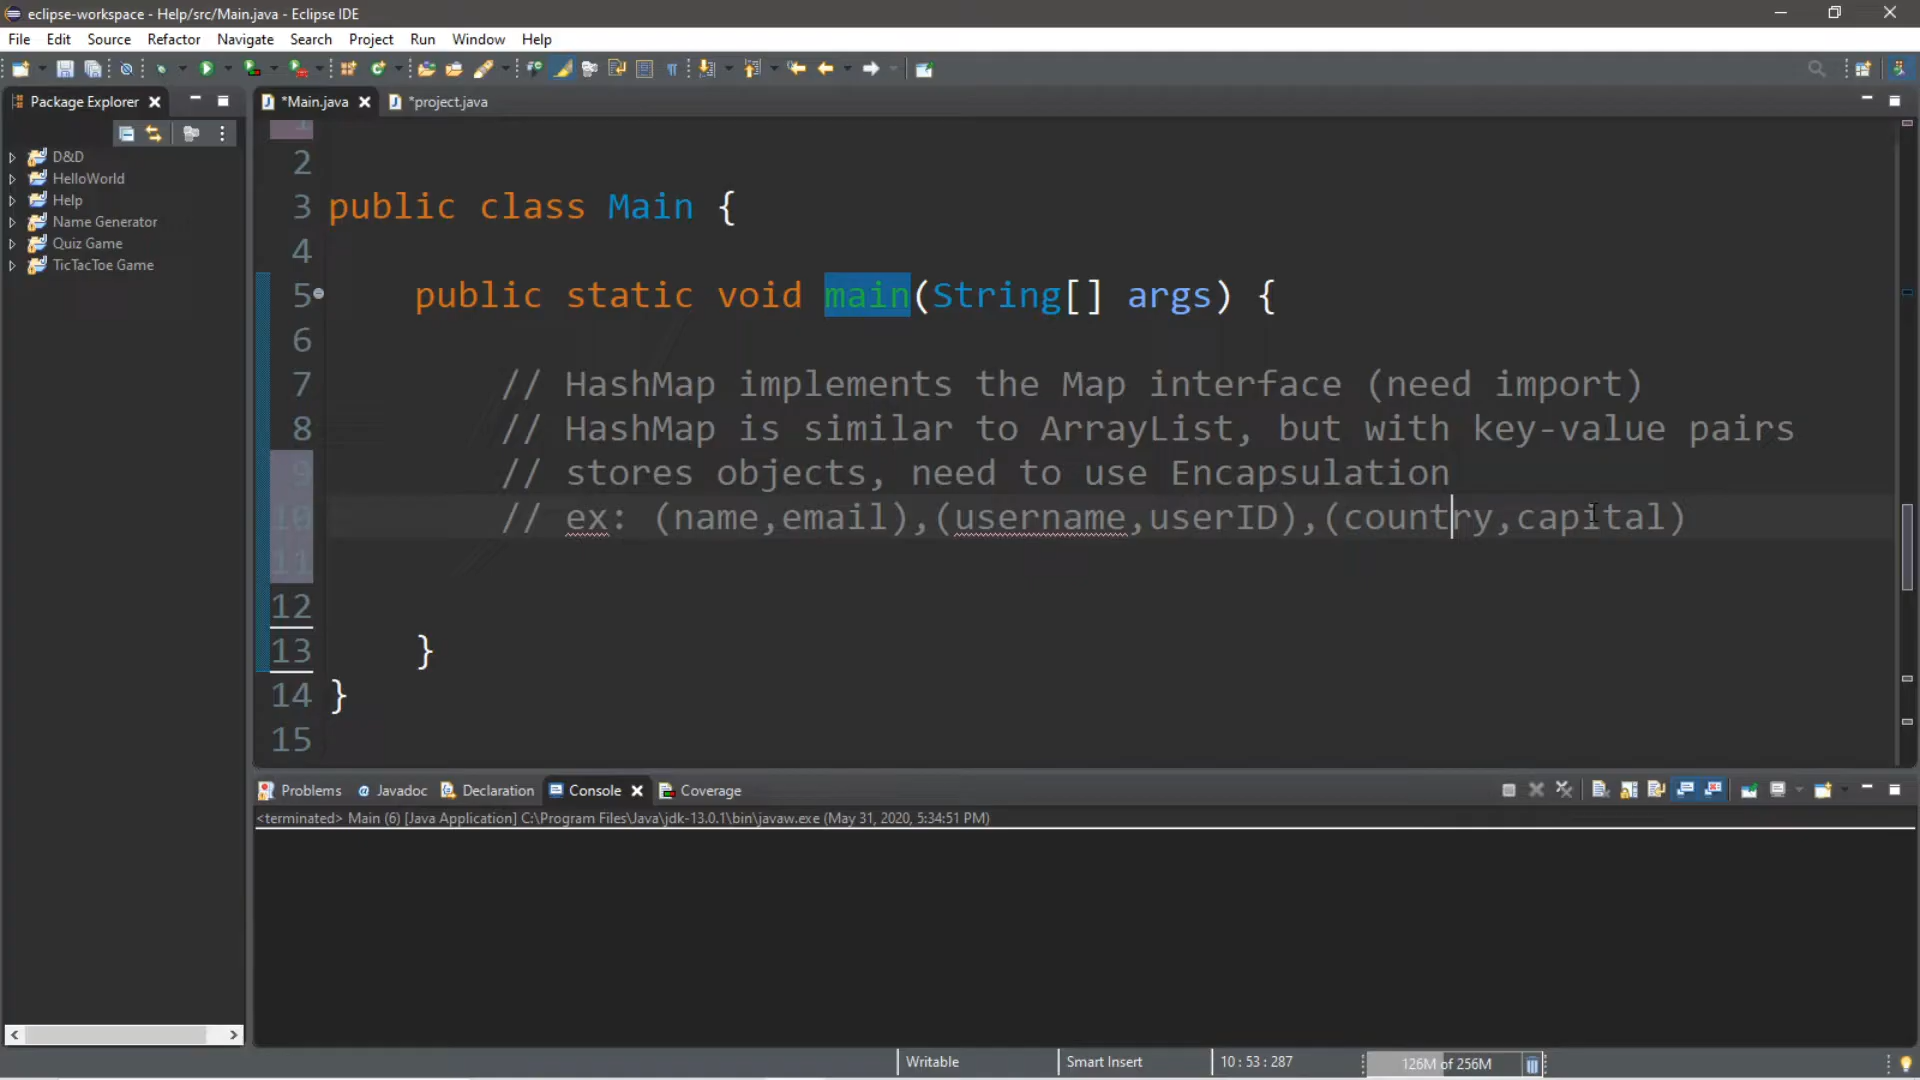 eclipse-workspace - Help/src/Main.java - Eclipse IDE
File Edit Source Refactor Navigate Search Project Run Window Help
Package Explorer
*Main.java
*project.java
D&D
HelloWorld
Help
Name Generator
Quiz Game
TicTacToe Game
1
2
3 public class Main {
4
5 public static void main(String[] args) {
6
7 // HashMap implements the Map interface (need import)
8 // HashMap is similar to ArrayList, but with key-value pairs
9 // stores objects, need to use Encapsulation
10 // ex: (name,email),(username,userID),(country,capital)
11
12
13 }
14 }
15
Problems Javadoc Declaration Console Coverage
<terminated> Main (6) [Java Application] C:\Program Files\Java\jdk-13.0.1\bin\javaw.exe (May 31, 2020, 5:34:51 PM)
Writable Smart Insert 10 : 53 : 287 126M of 256M